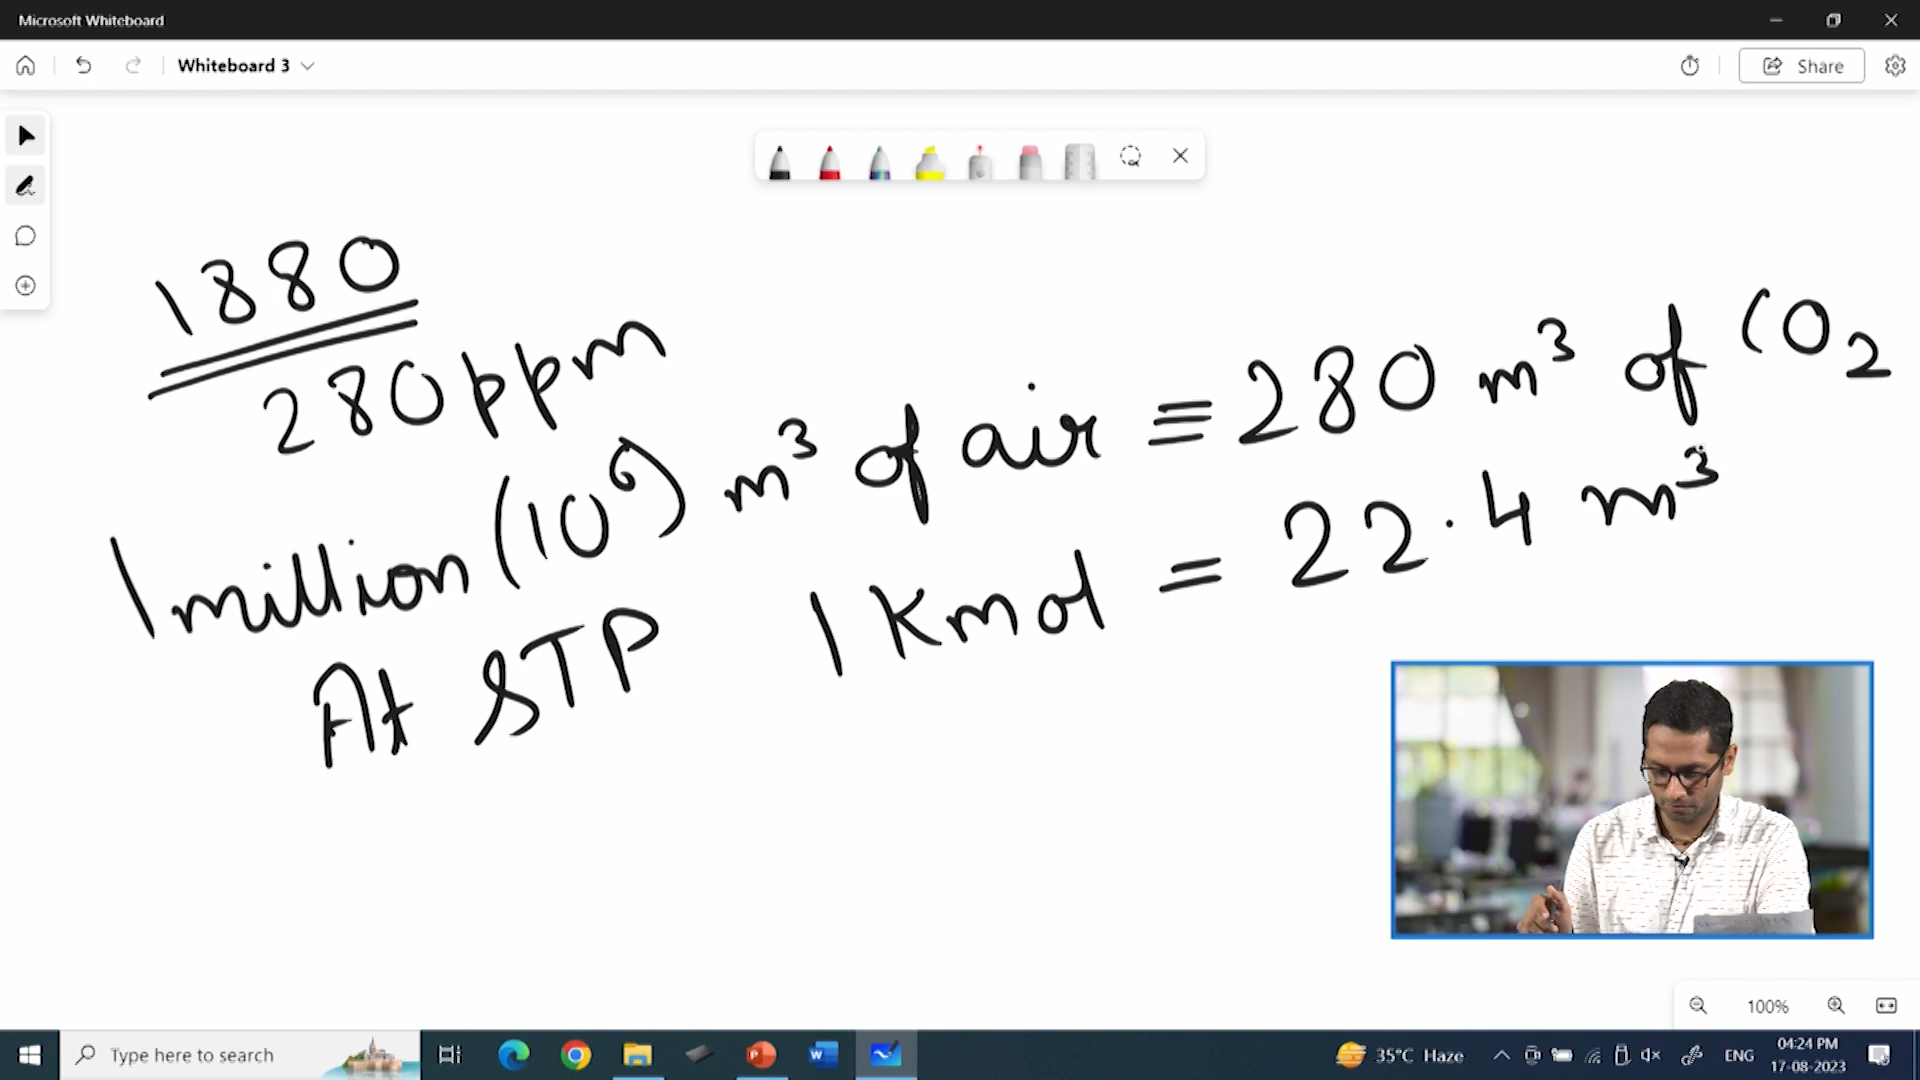 Microsoft Whiteboard
Whiteboard 3
Share
1880
280 ppm
1 million (10⁶) m³ of air ≡ 280 m³ of CO₂
At STP 1 Kmol = 22.4 m³
100%
Type here to search
35°C Haze
ENG
04:24 PM
17-08-2023